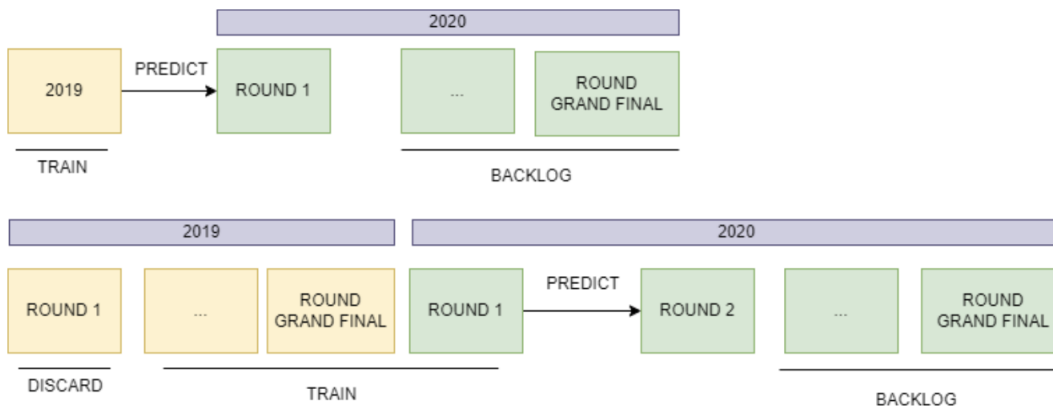 2020
2019
PREDICT
ROUND 1
...
ROUND
GRAND FINAL
TRAIN
BACKLOG
2019
2020
ROUND 1
...
ROUND
GRAND FINAL
ROUND 1
PREDICT
ROUND 2
...
ROUND
GRAND FINAL
DISCARD
TRAIN
BACKLOG